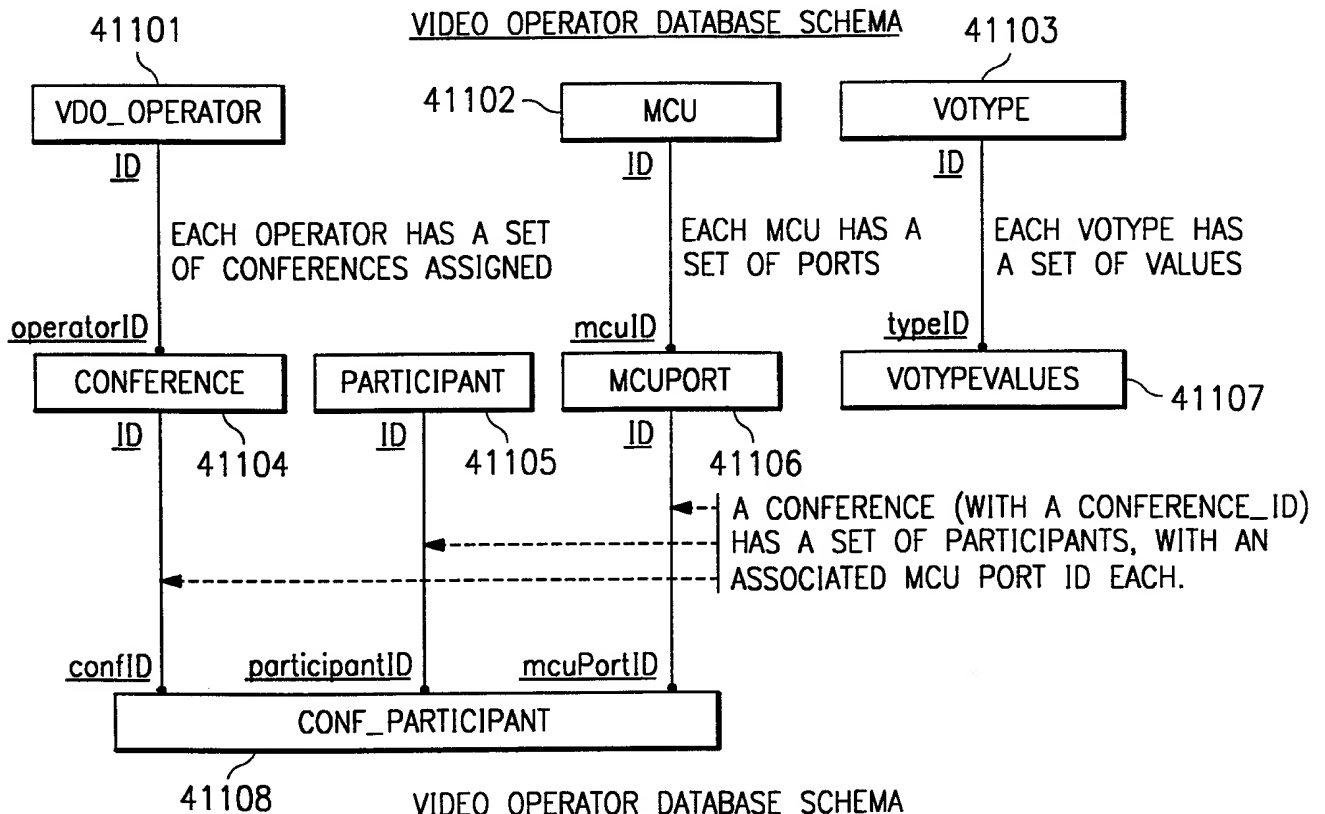 VIDEO OPERATOR DATABASE SCHEMA
41101
41102
41103
VDO_OPERATOR
MCU
VOTYPE
ID
ID
ID
EACH OPERATOR HAS A SET
OF CONFERENCES ASSIGNED
EACH MCU HAS A
SET OF PORTS
EACH VOTYPE HAS
A SET OF VALUES
operatorID
mcuID
typeID
CONFERENCE
PARTICIPANT
MCUPORT
VOTYPEVALUES
41107
ID
ID
ID
41104
41105
41106
A CONFERENCE (WITH A CONFERENCE_ID)
HAS A SET OF PARTICIPANTS, WITH AN
ASSOCIATED MCU PORT ID EACH.
confID
participantID
mcuPortID
CONF_PARTICIPANT
41108
VIDEO OPERATOR DATABASE SCHEMA